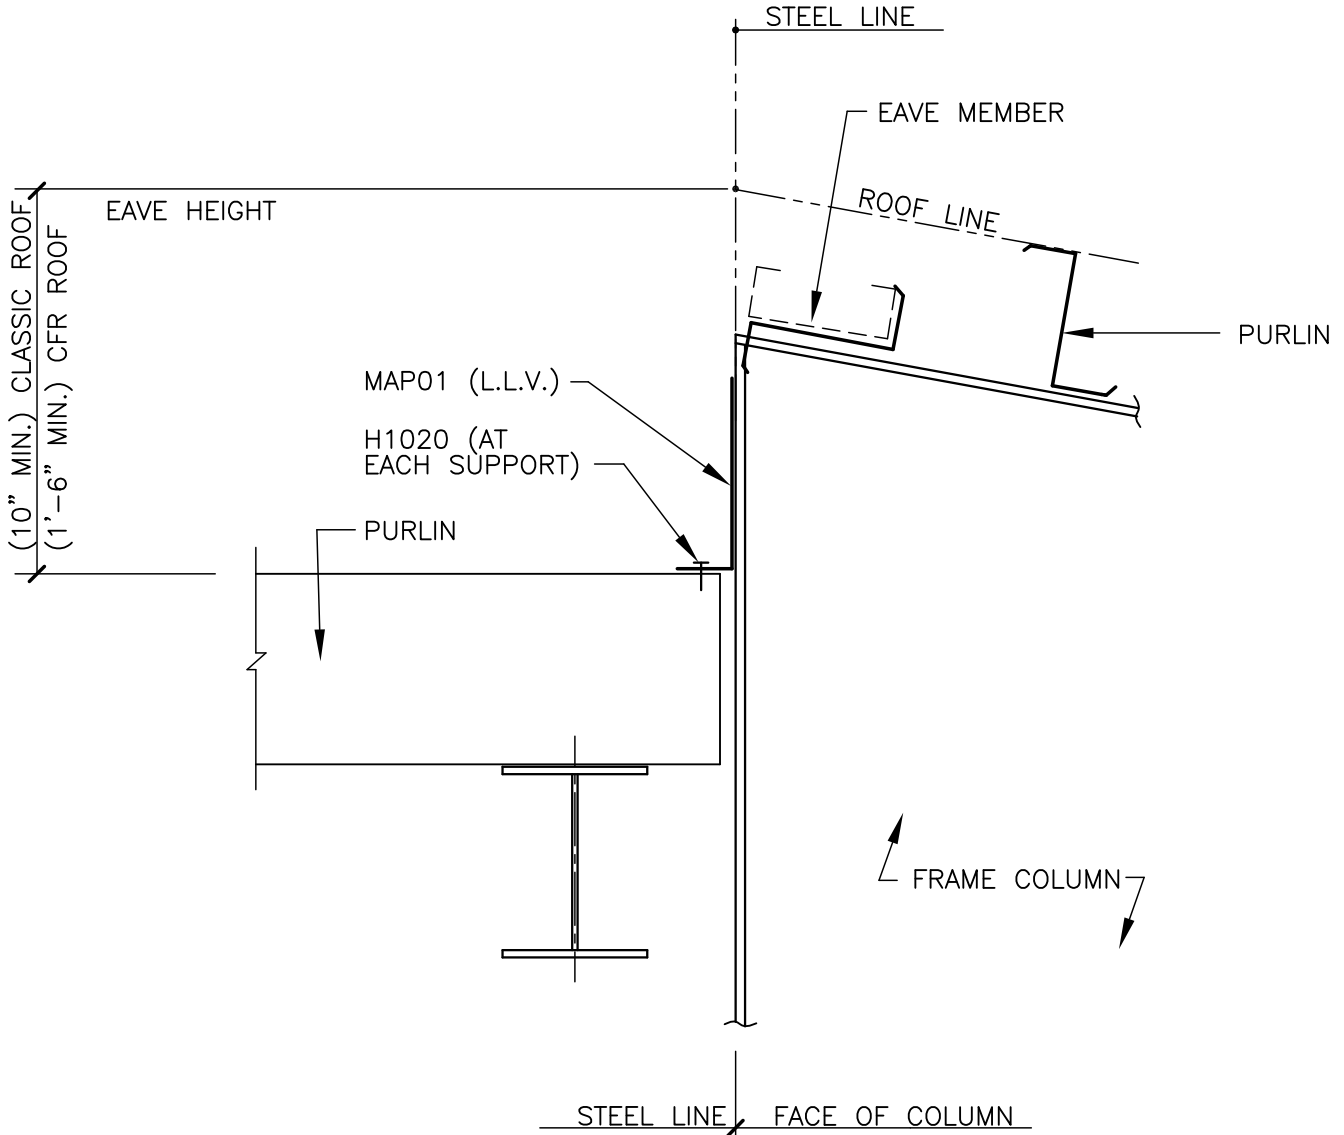 STEEL LINE
EAVE MEMBER
EAVE HEIGHT
ROOF LINE
(10" MIN.) CLASSIC ROOF
(1'-6" MIN.) CFR ROOF
PURLIN
MAP01 (L.L.V.)
H1020 (AT
EACH SUPPORT)
PURLIN
FRAME COLUMN
STEEL LINE
FACE OF COLUMN